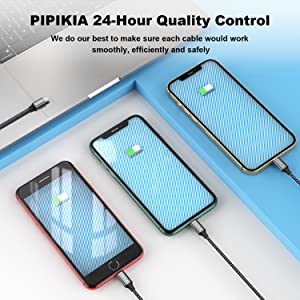 PIPIKIA 24-Hour Quality Control
We do our best to make sure each cable would work
smoothly, efficiently and safely